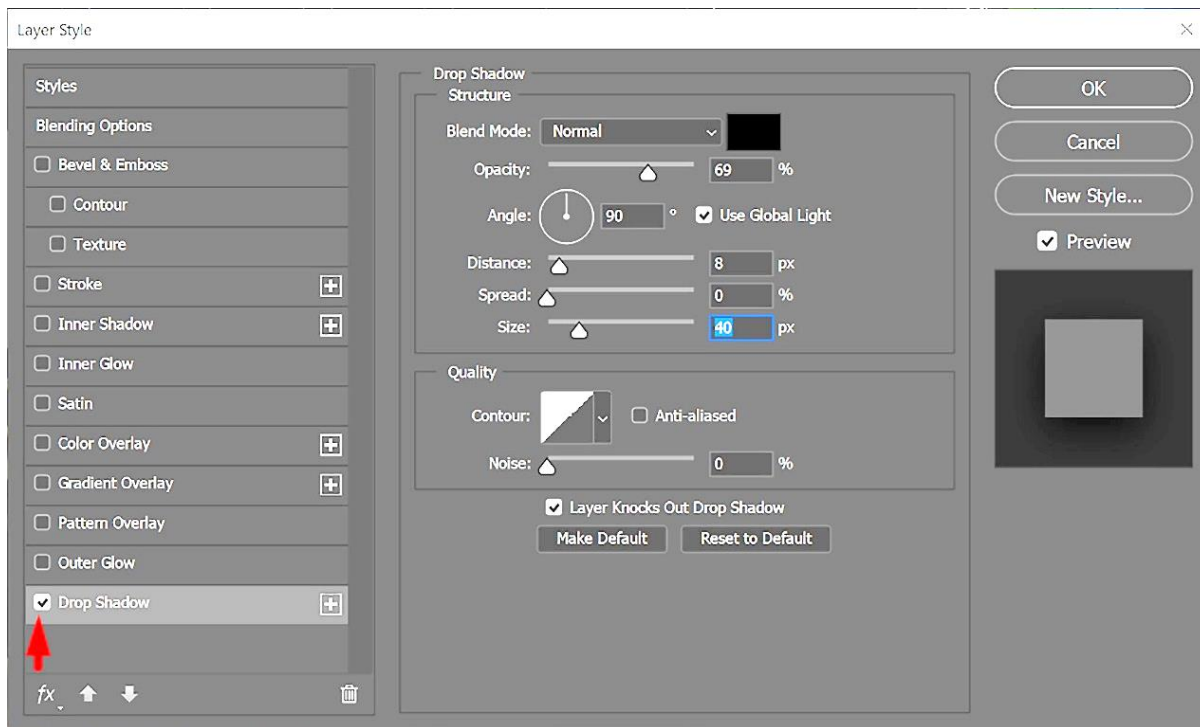 Layer Style
Styles
Blending Options
Bevel & Emboss
Contour
Texture
Stroke
Inner Shadow
Inner Glow
Satin
Color Overlay
Gradient Overlay
Pattern Overlay
Outer Glow
Drop Shadow
fx
Drop Shadow
Structure
Blend Mode: Normal
Opacity: 69 %
Angle: 90 ° Use Global Light
Distance: 8 px
Spread: 0 %
Size: 40 px
Quality
Contour: Anti-aliased
Noise: 0 %
Layer Knocks Out Drop Shadow
Make Default Reset to Default
OK
Cancel
New Style...
Preview